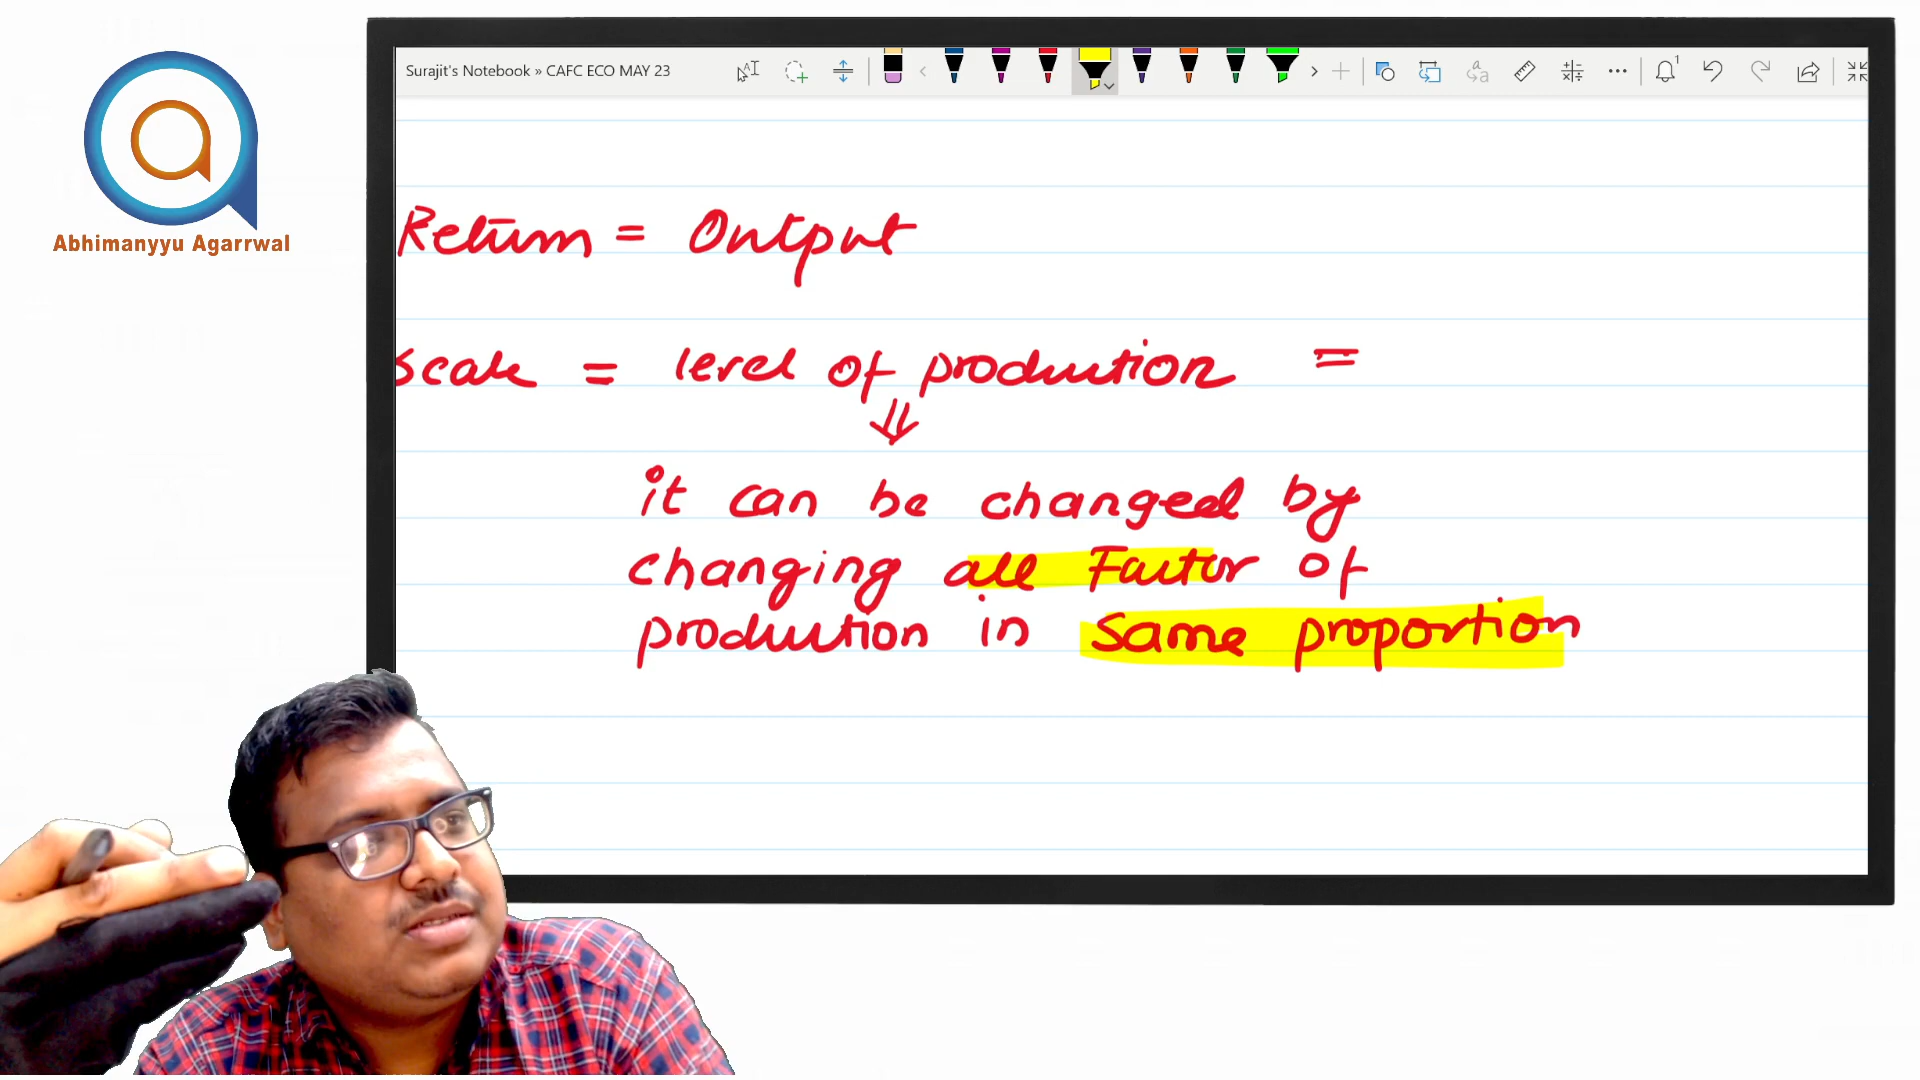 Surajit's Notebook » CAFC ECO MAY 23
Abhimanyyu Agarrwal
Return = Output
Scale = level of production =
⇓
it can be changed by
changing all Factor of
production in same proportion